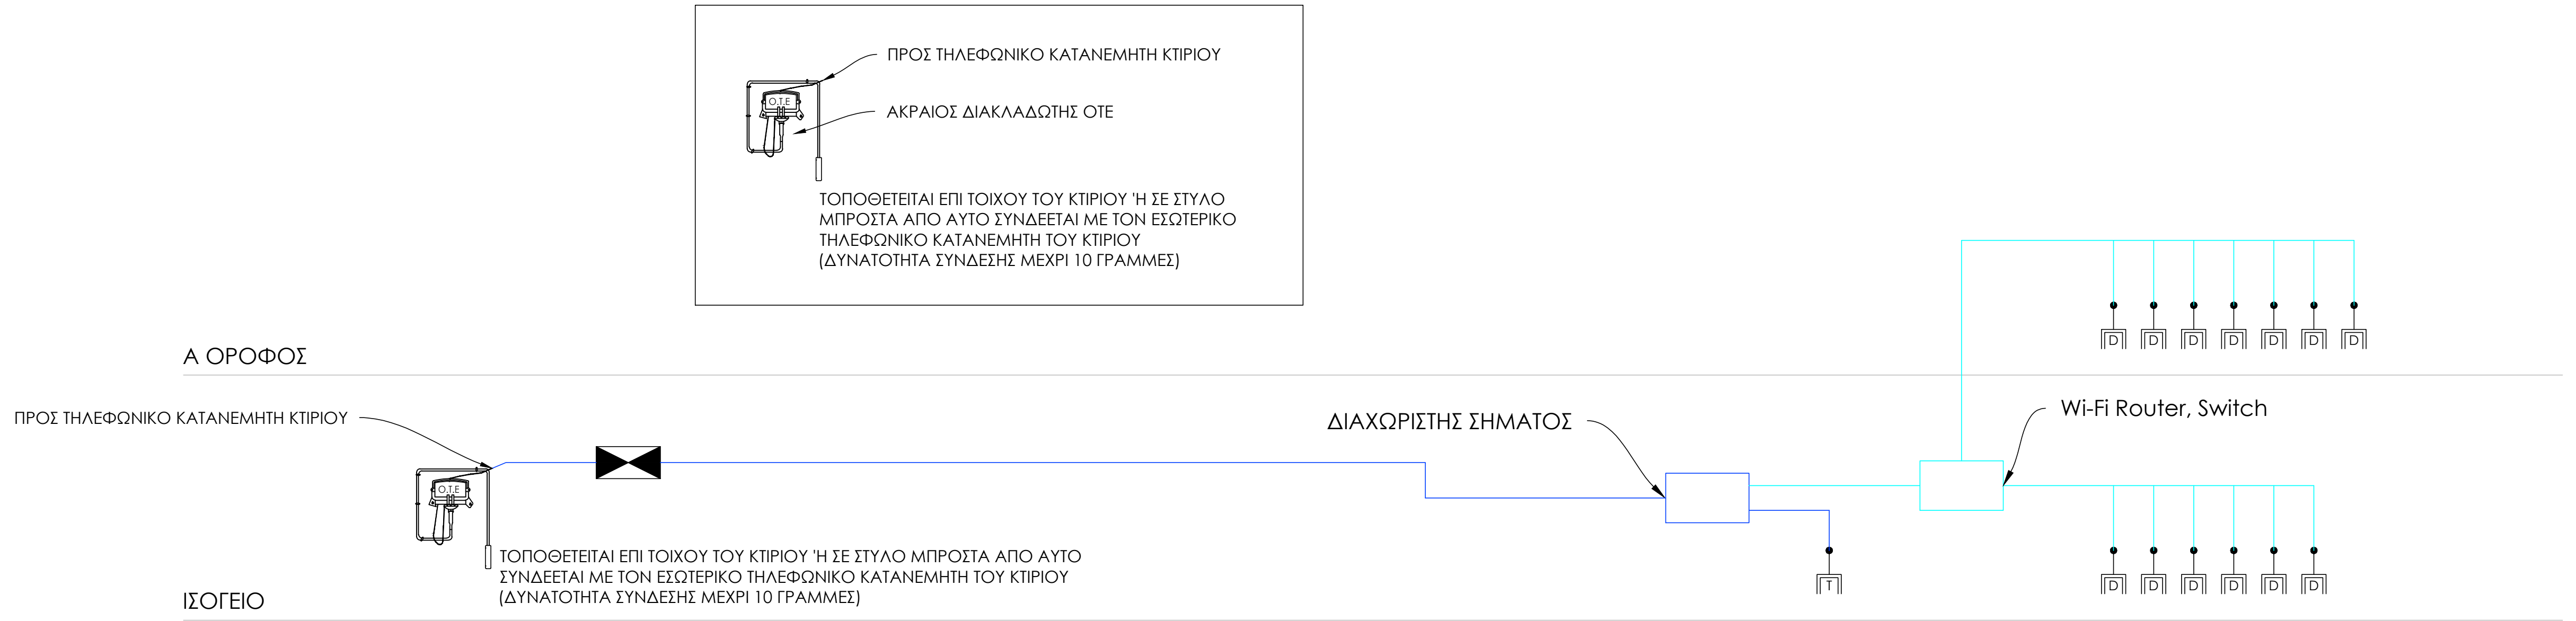 ΠΡΟΣ ΤΗΛΕΦΩΝΙΚΟ ΚΑΤΑΝΕΜΗΤΗ ΚΤΙΡΙΟΥ
Ο.Τ.Ε
ΑΚΡΑΙΟΣ ΔΙΑΚΛΑΔΩΤΗΣ ΟΤΕ
ΤΟΠΟΘΕΤΕΙΤΑΙ ΕΠΙ ΤΟΙΧΟΥ ΤΟΥ ΚΤΙΡΙΟΥ 'Η ΣΕ ΣΤΥΛΟ
ΜΠΡΟΣΤΑ ΑΠΟ ΑΥΤΟ ΣΥΝΔΕΕΤΑΙ ΜΕ ΤΟΝ ΕΣΩΤΕΡΙΚΟ
ΤΗΛΕΦΩΝΙΚΟ ΚΑΤΑΝΕΜΗΤΗ ΤΟΥ ΚΤΙΡΙΟΥ
(ΔΥΝΑΤΟΤΗΤΑ ΣΥΝΔΕΣΗΣ ΜΕΧΡΙ 10 ΓΡΑΜΜΕΣ)
D D D D D D D
Α ΟΡΟΦΟΣ
ΠΡΟΣ ΤΗΛΕΦΩΝΙΚΟ ΚΑΤΑΝΕΜΗΤΗ ΚΤΙΡΙΟΥ
ΔΙΑΧΩΡΙΣΤΗΣ ΣΗΜΑΤΟΣ
Wi-Fi Router, Switch
Ο.Τ.Ε
ΤΟΠΟΘΕΤΕΙΤΑΙ ΕΠΙ ΤΟΙΧΟΥ ΤΟΥ ΚΤΙΡΙΟΥ 'Η ΣΕ ΣΤΥΛΟ ΜΠΡΟΣΤΑ ΑΠΟ ΑΥΤΟ
ΣΥΝΔΕΕΤΑΙ ΜΕ ΤΟΝ ΕΣΩΤΕΡΙΚΟ ΤΗΛΕΦΩΝΙΚΟ ΚΑΤΑΝΕΜΗΤΗ ΤΟΥ ΚΤΙΡΙΟΥ
(ΔΥΝΑΤΟΤΗΤΑ ΣΥΝΔΕΣΗΣ ΜΕΧΡΙ 10 ΓΡΑΜΜΕΣ)
T
D D D D D D
ΙΣΟΓΕΙΟ